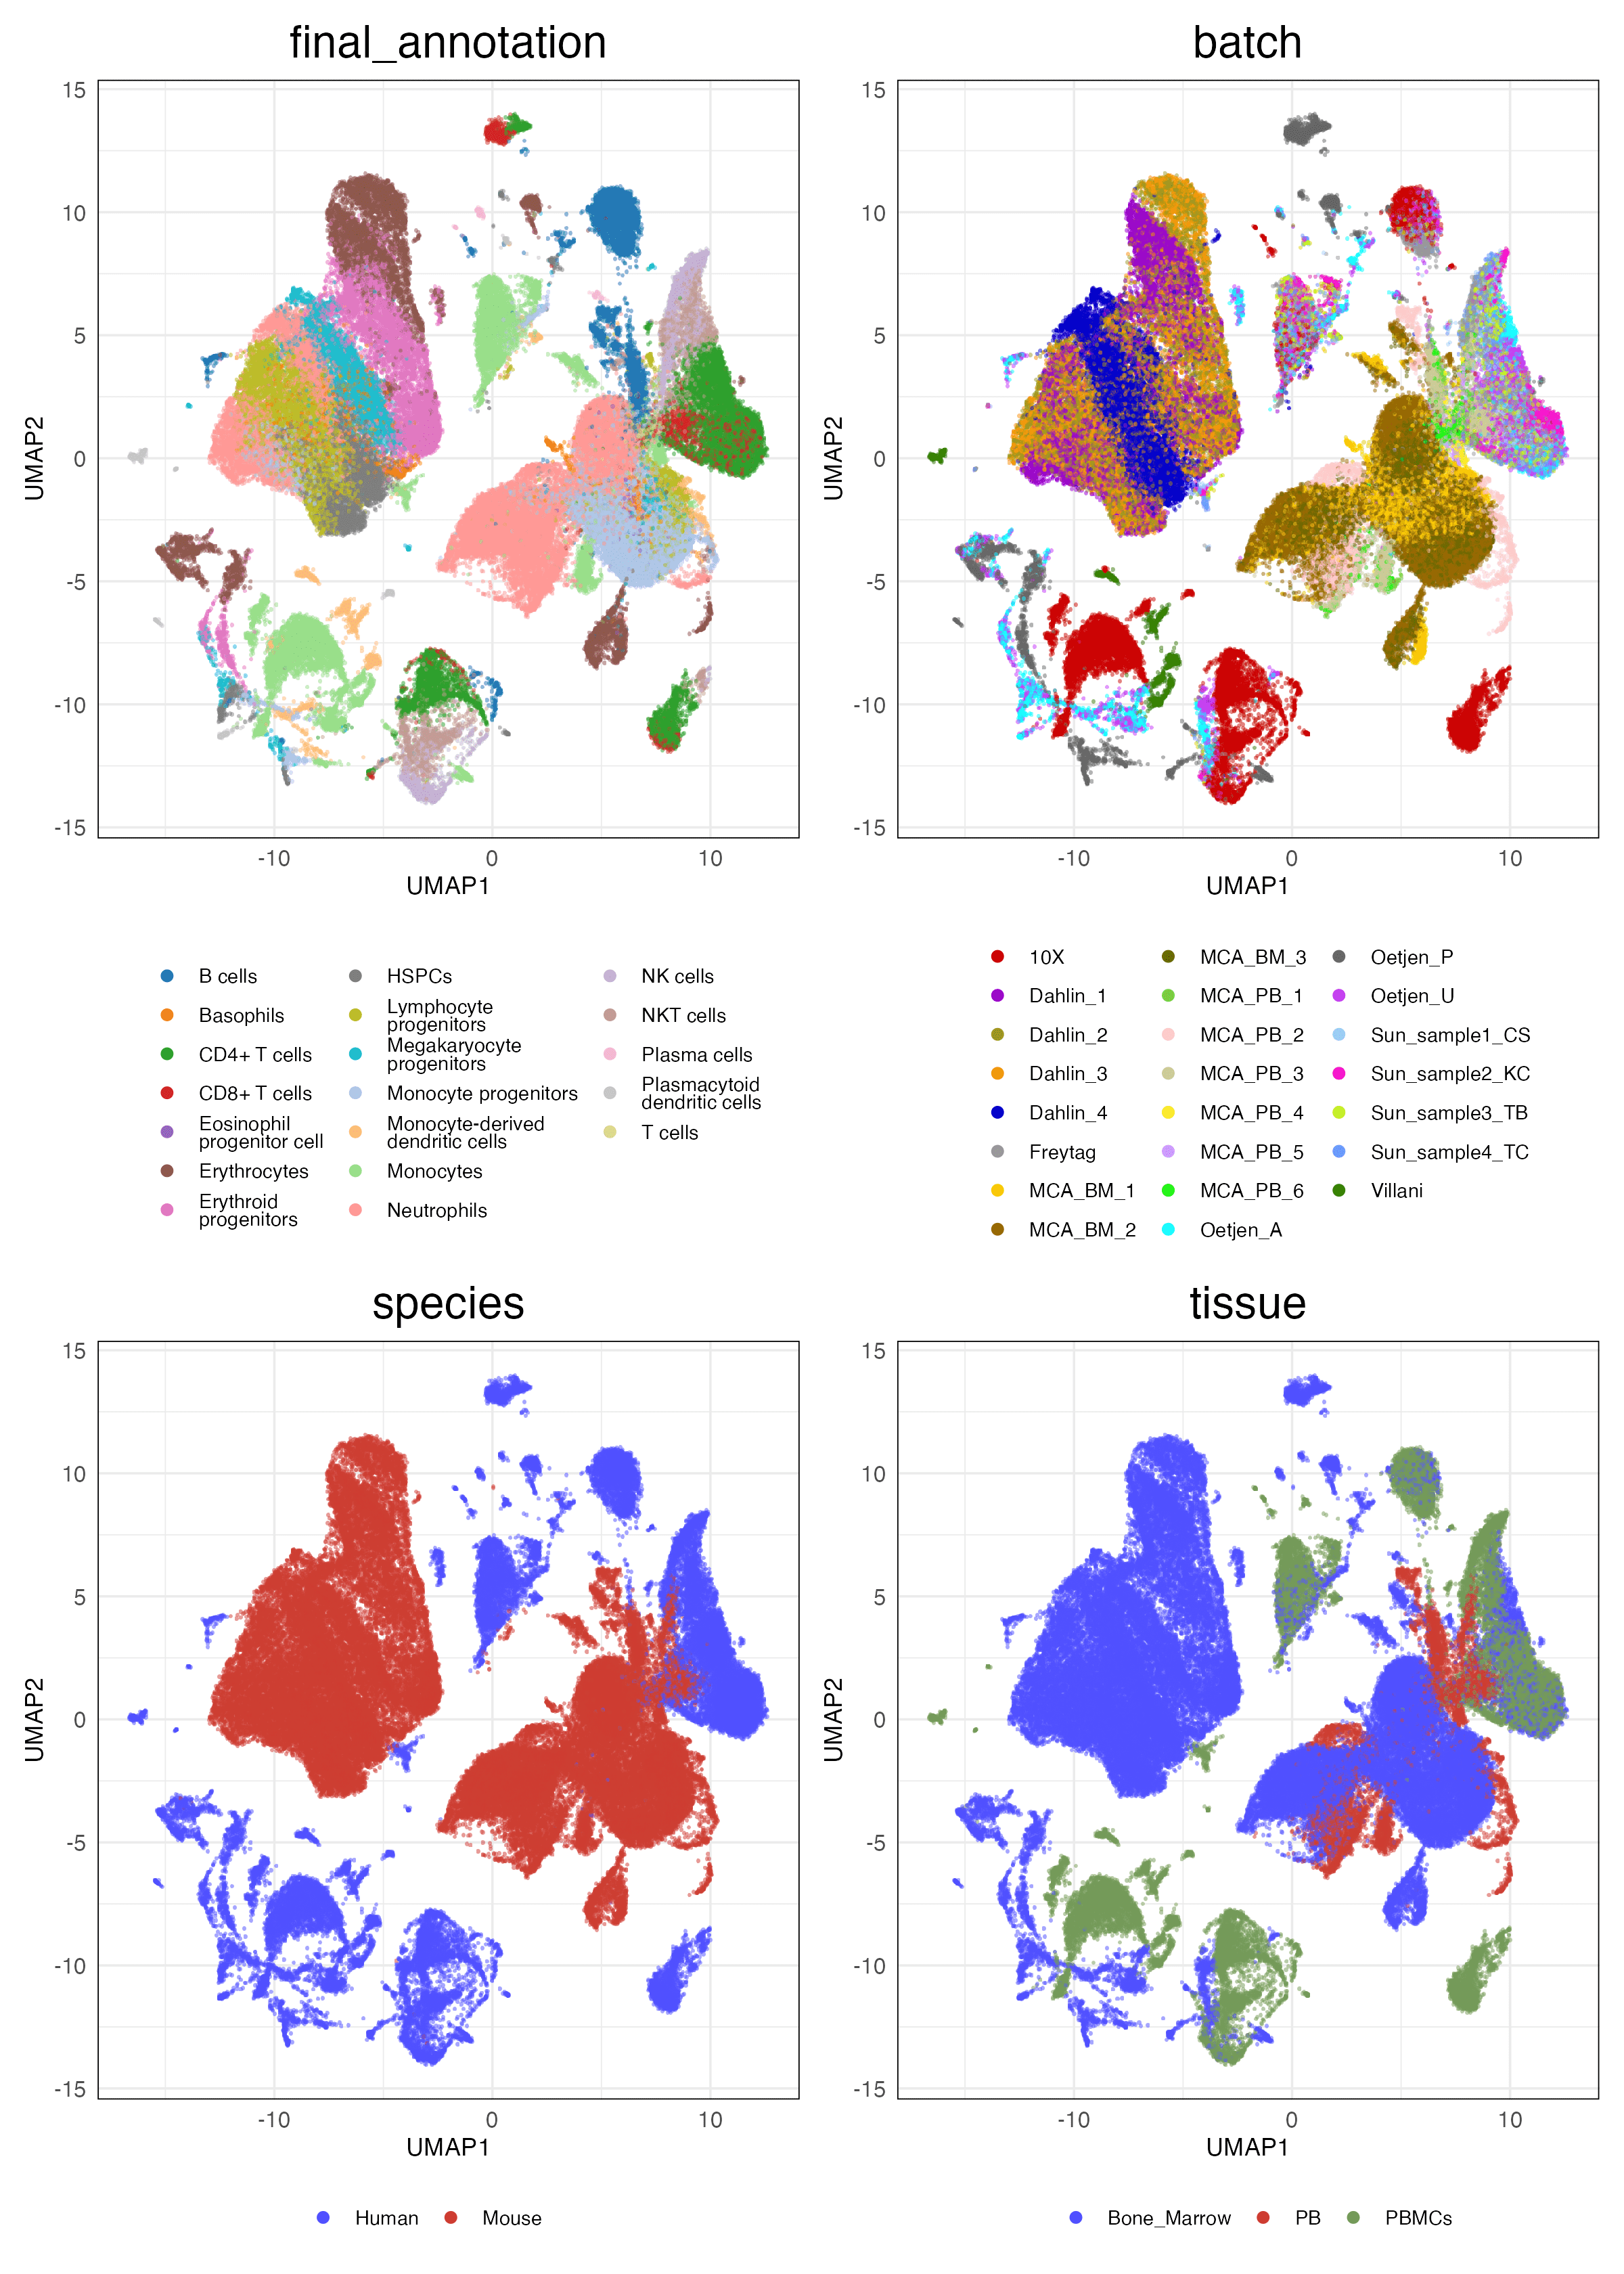 final_annotation
15
10
5
0
-5
-10
-15
UMAP2
-10
0
10
UMAP1
B cells
Basophils
CD4+ T cells
CD8+ T cells
Eosinophil
progenitor cell
Erythrocytes
Erythroid
progenitors
HSPCs
Lymphocyte
progenitors
Megakaryocyte
progenitors
Monocyte progenitors
Monocyte-derived
dendritic cells
Monocytes
Neutrophils
NK cells
NKT cells
Plasma cells
Plasmacytoid
dendritic cells
T cells
batch
15
10
5
0
-5
-10
-15
UMAP2
-10
0
10
UMAP1
10X
Dahlin_1
Dahlin_2
Dahlin_3
Dahlin_4
Freytag
MCA_BM_1
MCA_BM_2
MCA_BM_3
MCA_PB_1
MCA_PB_2
MCA_PB_3
MCA_PB_4
MCA_PB_5
MCA_PB_6
Oetjen_A
Oetjen_P
Oetjen_U
Sun_sample1_CS
Sun_sample2_KC
Sun_sample3_TB
Sun_sample4_TC
Villani
species
15
10
5
0
-5
-10
-15
UMAP2
-10
0
10
UMAP1
Human
Mouse
tissue
15
10
5
0
-5
-10
-15
UMAP2
-10
0
10
UMAP1
Bone_Marrow
PB
PBMCs